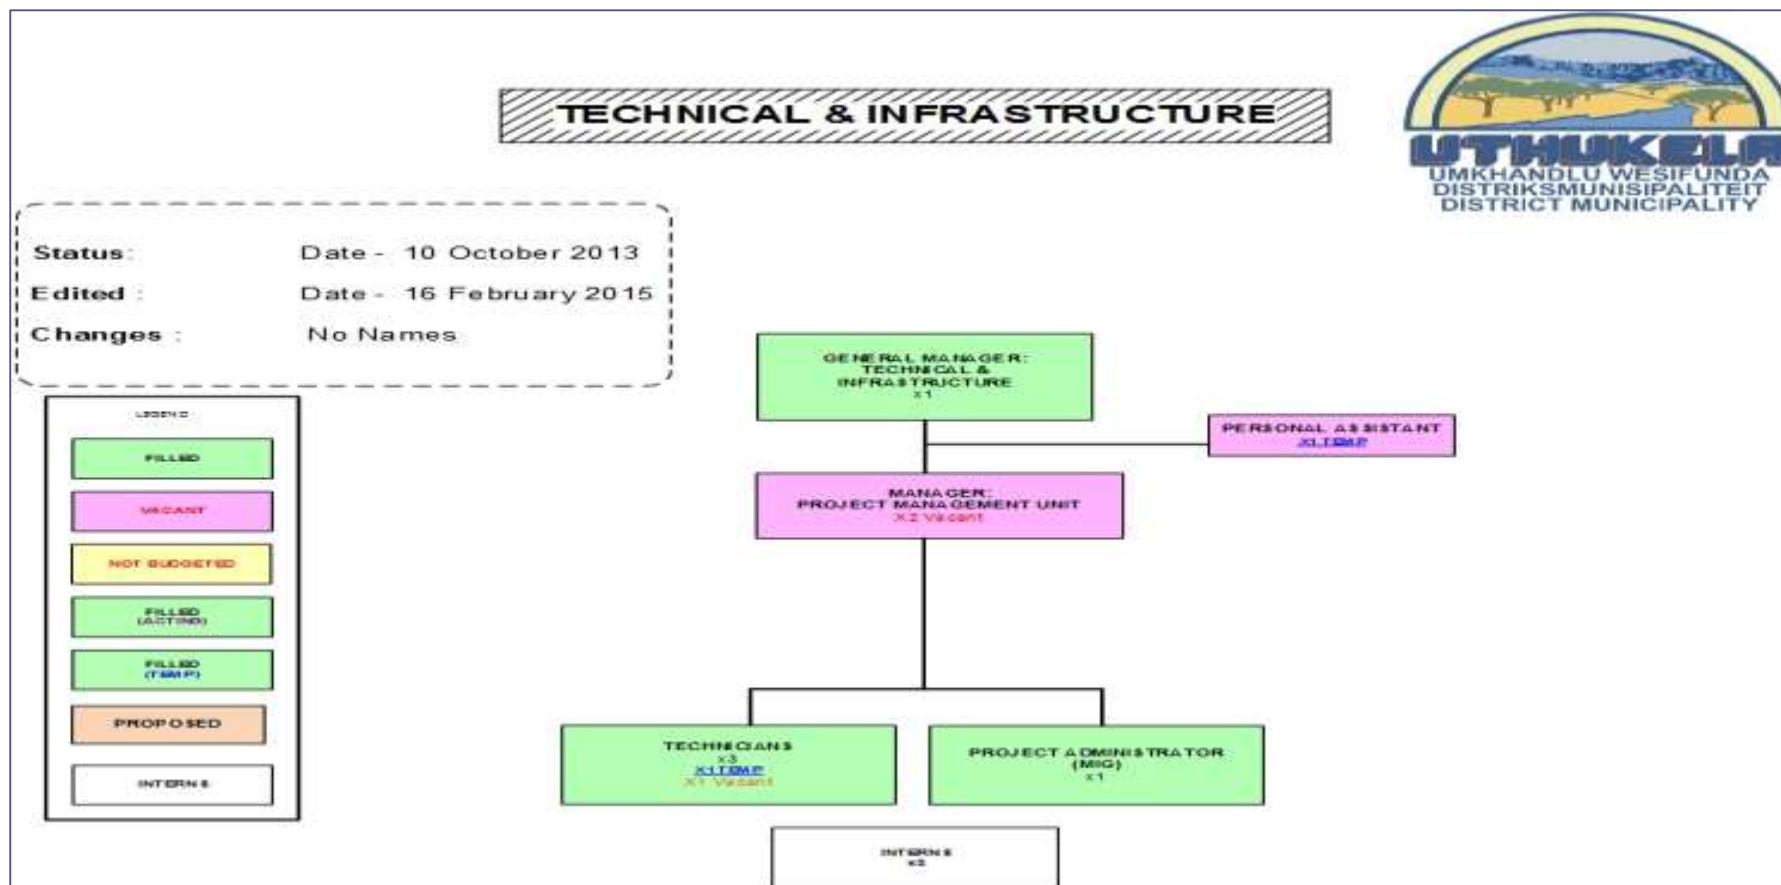 TECHNICAL & INFRASTRUCTURE
UTHUKELA
UMKHANDLU WESIFUNDA
DISTRIKSMUNISIPALITEIT
DISTRICT MUNICIPALITY
Status: Date - 10 October 2013
Edited : Date - 16 February 2015
Changes : No Names
LEGEND
FILLED
VACANT
NOT BUDGETED
FILLED
(ACTING)
FILLED
(TEMP)
PROPOSED
INTERNS
GENERAL MANAGER:
TECHNICAL &
INFRASTRUCTURE
x1
PERSONAL ASSISTANT
X1 TEMP
MANAGER:
PROJECT MANAGEMENT UNIT
X2 Vacant
TECHNICIANS
x3
X1 TEMP
X1 Vacant
PROJECT ADMINISTRATOR
(MIG)
x1
INTERNS